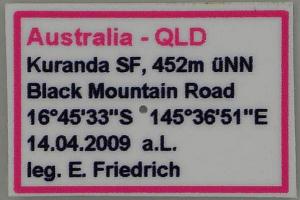 Australia - QLD
Kuranda SF, 452m üNN
Black Mountain Road
16°45'33"S 145°36'51"E
14.04.2009 a.L.
leg. E. Friedrich